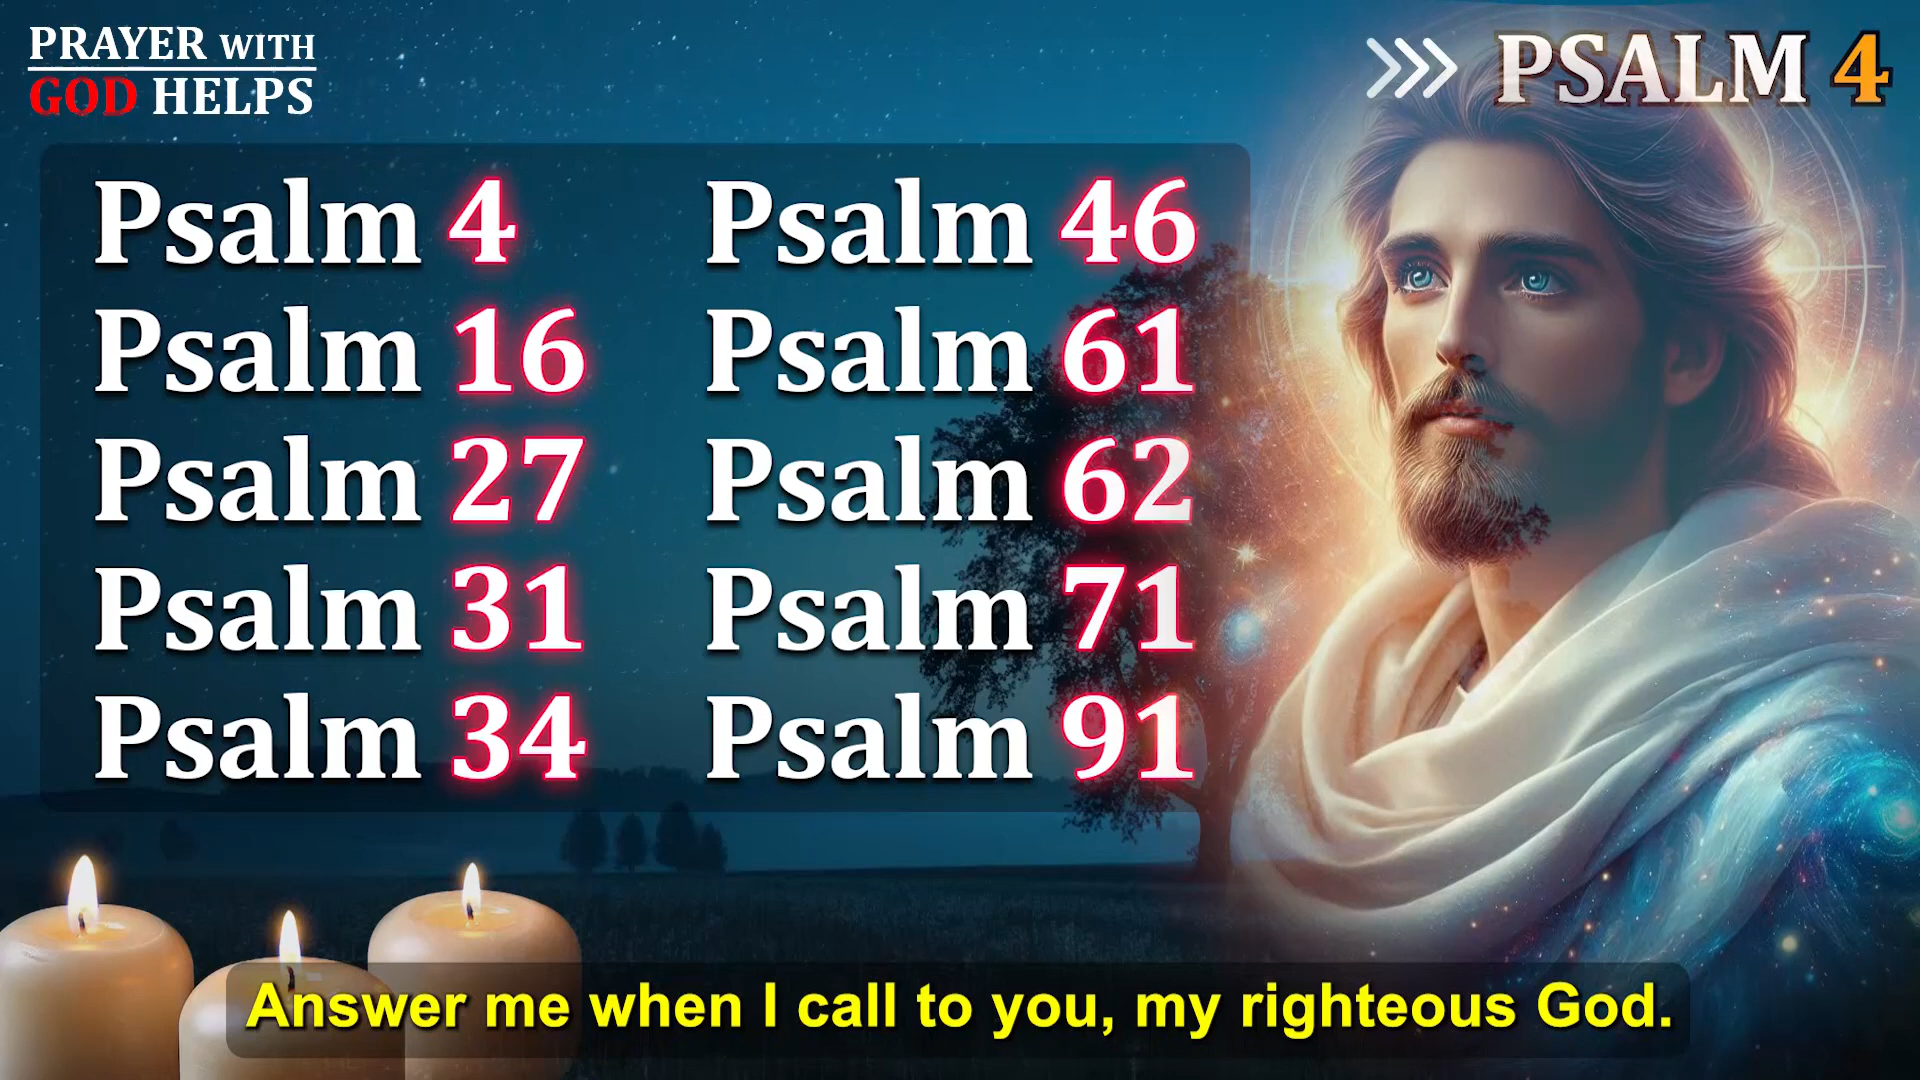 PRAYER WITH
GOD HELPS
PSALM 4
Psalm 4
Psalm 16
Psalm 27
Psalm 31
Psalm 34
Psalm 46
Psalm 61
Psalm 62
Psalm 71
Psalm 91
Answer me when I call to you, my righteous God.